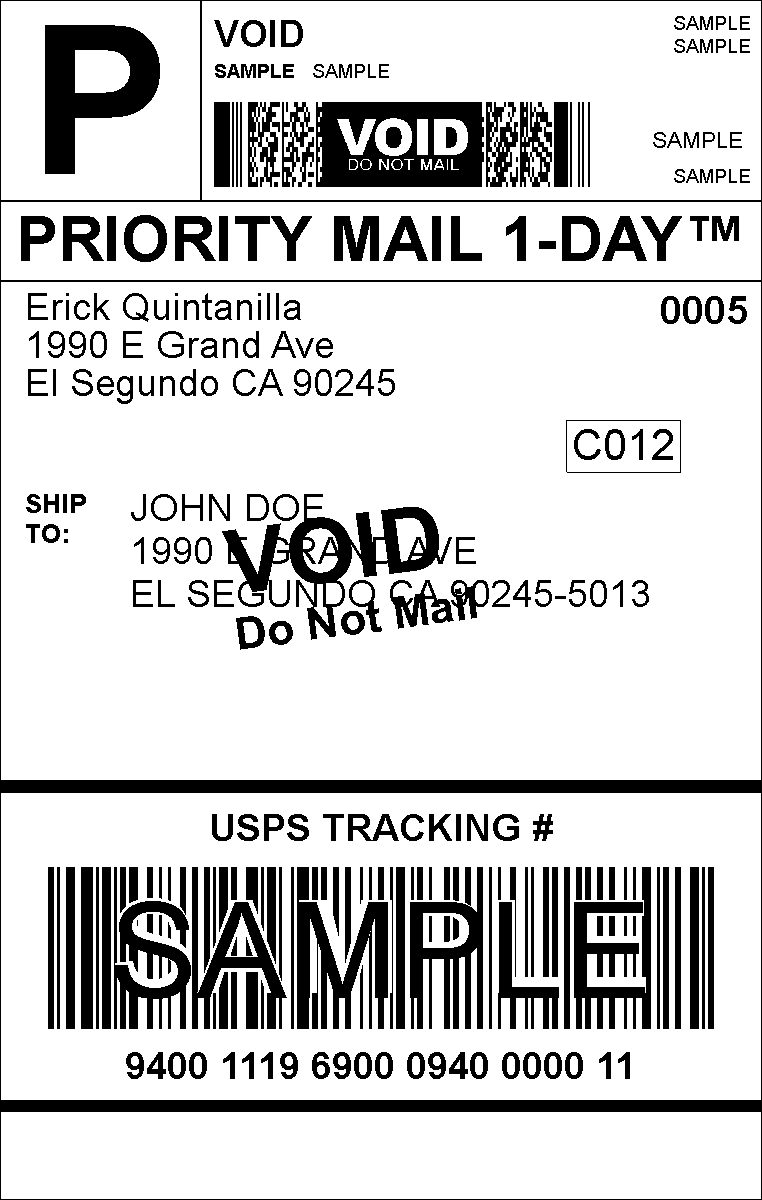 P
VOID
SAMPLE SAMPLE
SAMPLE
SAMPLE
VOID
DO NOT MAIL
SAMPLE
SAMPLE
PRIORITY MAIL 1-DAY™
Erick Quintanilla
1990 E Grand Ave
El Segundo CA 90245
0005
C012
SHIP
TO:
JOHN DOE
1990 E GRAND AVE
EL SEGUNDO CA 90245-5013
VOID
Do Not Mail
USPS TRACKING #
SAMPLE
9400 1119 6900 0940 0000 11